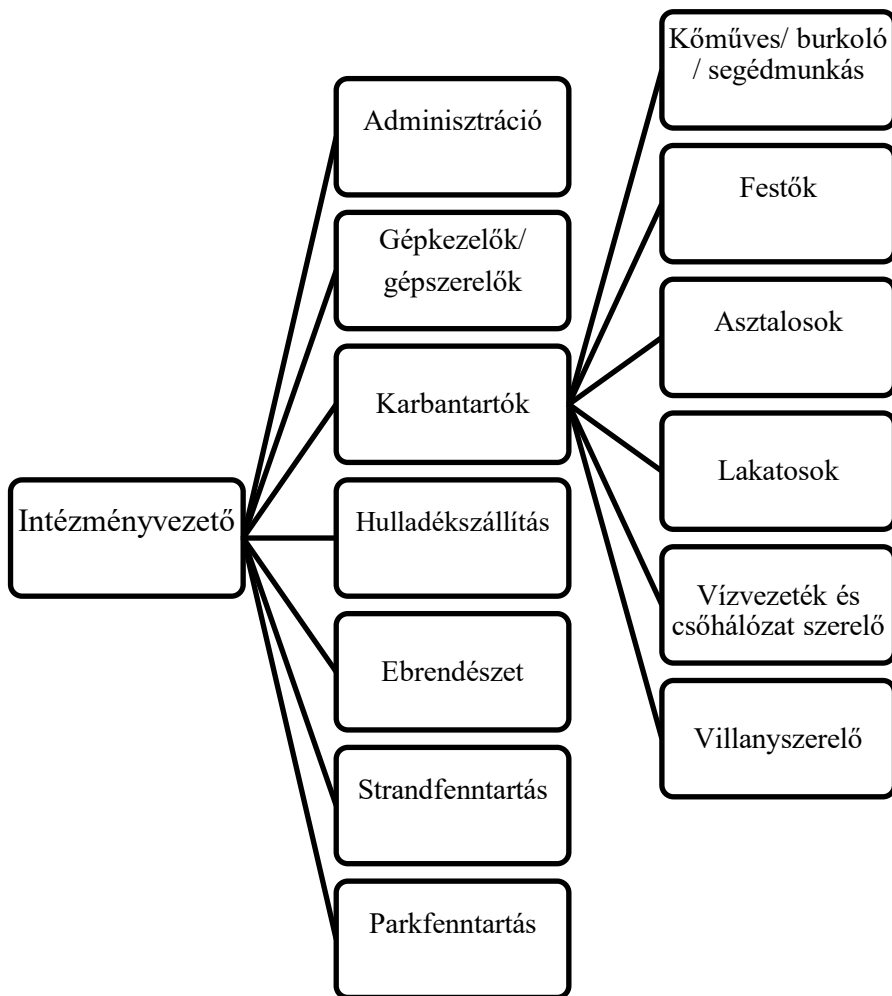 Intézményvezető
Adminisztráció
Gépkezelők/
gépszerelők
Karbantartók
Hulladékszállítás
Ebrendészet
Strandfenntartás
Parkfenntartás
Kőműves/ burkoló
/ segédmunkás
Festők
Asztalosok
Lakatosok
Vízvezeték és
csőhálózat szerelő
Villanyszerelő